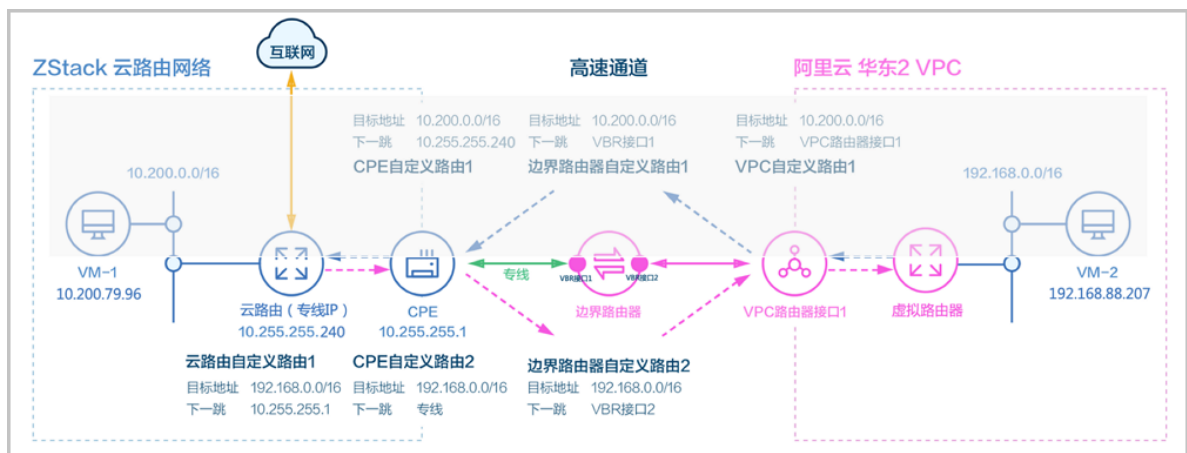 互联网
ZStack 云路由网络
高速通道
阿里云 华东2 VPC
目标地址 10.200.0.0/16
下一跳 10.255.255.240
CPE自定义路由1
目标地址 10.200.0.0/16
下一跳 VBR接口1
边界路由器自定义路由1
目标地址 10.200.0.0/16
下一跳 VPC路由器接口1
VPC自定义路由1
10.200.0.0/16
192.168.0.0/16
VM-1
10.200.79.96
云路由（专线IP）
10.255.255.240
CPE
10.255.255.1
专线
VBR接口1
VBR接口2
边界路由器
VPC路由器接口1
虚拟路由器
VM-2
192.168.88.207
云路由自定义路由1
目标地址 192.168.0.0/16
下一跳 10.255.255.1
CPE自定义路由2
目标地址 192.168.0.0/16
下一跳 专线
边界路由器自定义路由2
目标地址 192.168.0.0/16
下一跳 VBR接口2